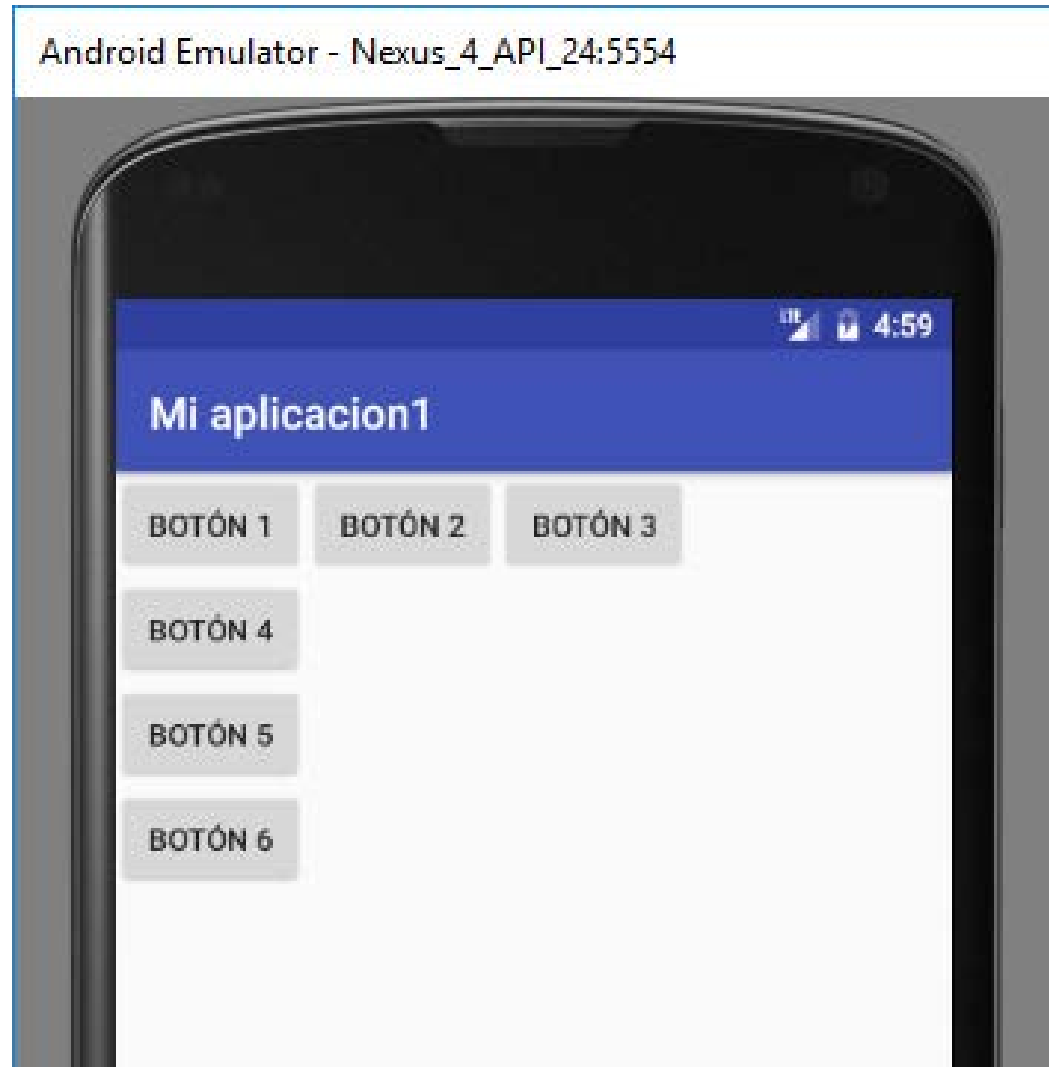 Android Emulator - Nexus_4_API_24:5554
LTE 4:59
Mi aplicacion1
BOTÓN 1 BOTÓN 2 BOTÓN 3
BOTÓN 4
BOTÓN 5
BOTÓN 6